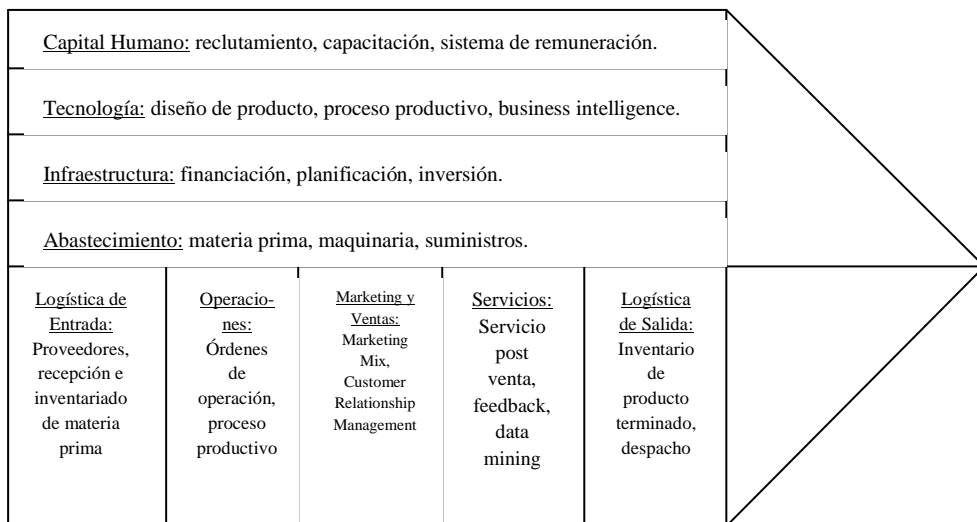 Capital Humano: reclutamiento, capacitación, sistema de remuneración.
Tecnología: diseño de producto, proceso productivo, business intelligence.
Infraestructura: financiación, planificación, inversión.
Abastecimiento: materia prima, maquinaria, suministros.
Logística de
Entrada:
Proveedores,
recepción e
inventariado
de materia
prima
Operacio-
nes:
Órdenes
de
operación,
proceso
productivo
Marketing y
Ventas:
Marketing
Mix,
Customer
Relationship
Management
Servicios:
Servicio
post
venta,
feedback,
data
mining
Logística
de Salida:
Inventario
de
producto
terminado,
despacho